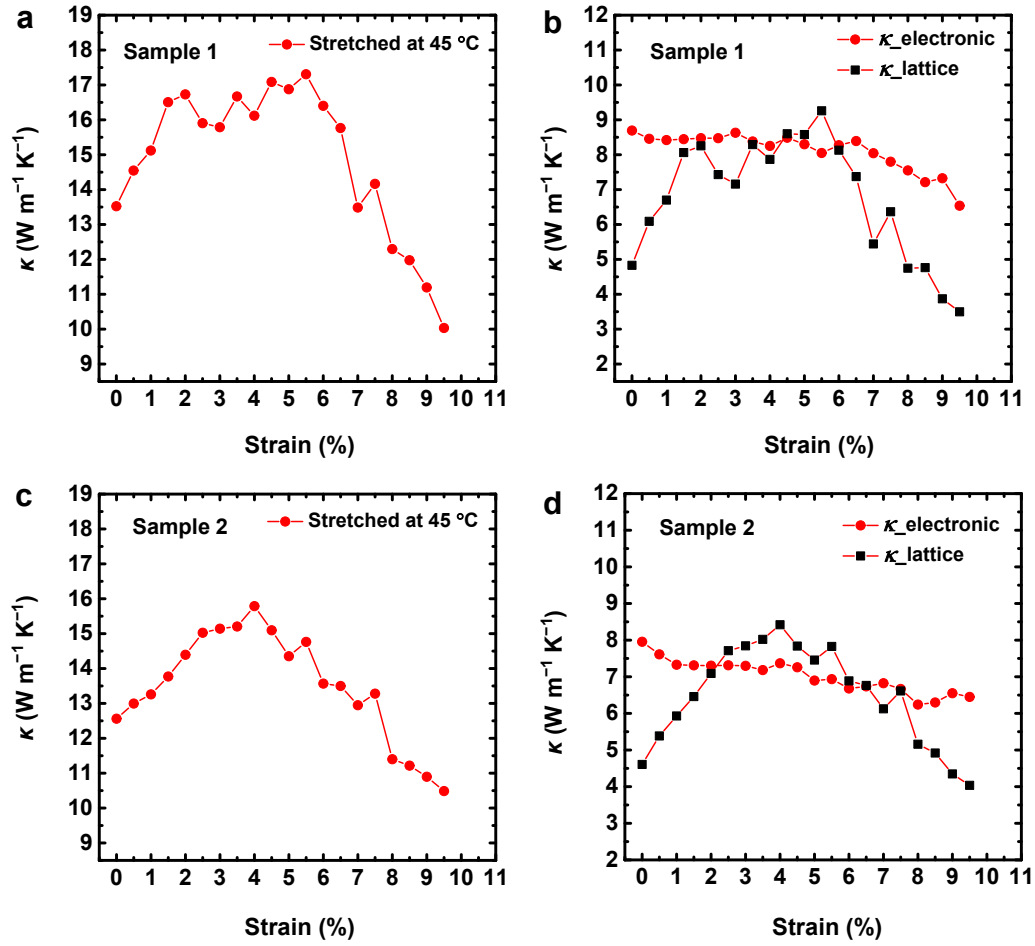 a
Sample 1
Stretched at 45 °C
19
18
17
16
15
14
13
12
11
10
9
κ (W m⁻¹ K⁻¹)
0 1 2 3 4 5 6 7 8 9 10 11
Strain (%)
b
Sample 1
κ_electronic
κ_lattice
12
11
10
9
8
7
6
5
4
3
2
κ (W m⁻¹ K⁻¹)
0 1 2 3 4 5 6 7 8 9 10 11
Strain (%)
c
Sample 2
Stretched at 45 °C
19
18
17
16
15
14
13
12
11
10
9
κ (W m⁻¹ K⁻¹)
0 1 2 3 4 5 6 7 8 9 10 11
Strain (%)
d
Sample 2
κ_electronic
κ_lattice
12
11
10
9
8
7
6
5
4
3
2
κ (W m⁻¹ K⁻¹)
0 1 2 3 4 5 6 7 8 9 10 11
Strain (%)